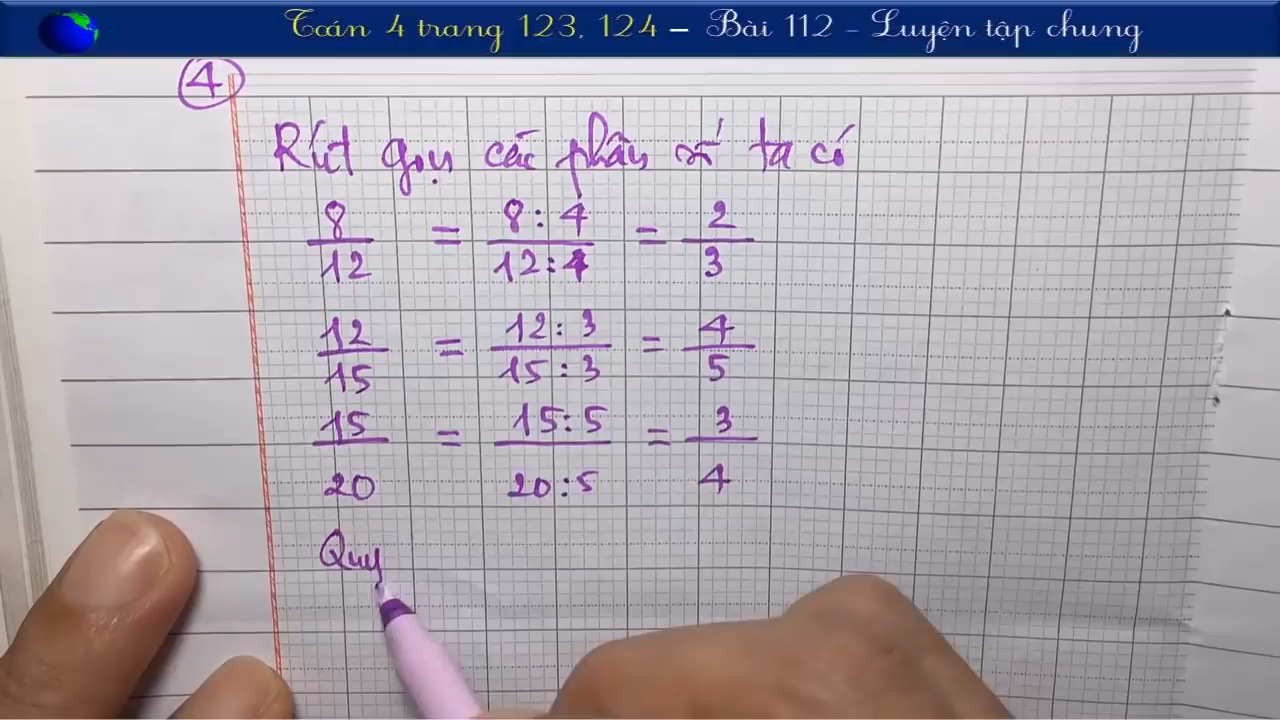 Toán 4 trang 123, 124 – Bài 112 - Luyện tập chung
4
Rút gọn các phân số ta có
8/12 = 8:4/12:4 = 2/3
12/15 = 12:3/15:3 = 4/5
15/20 = 15:5/20:5 = 3/4
Quy